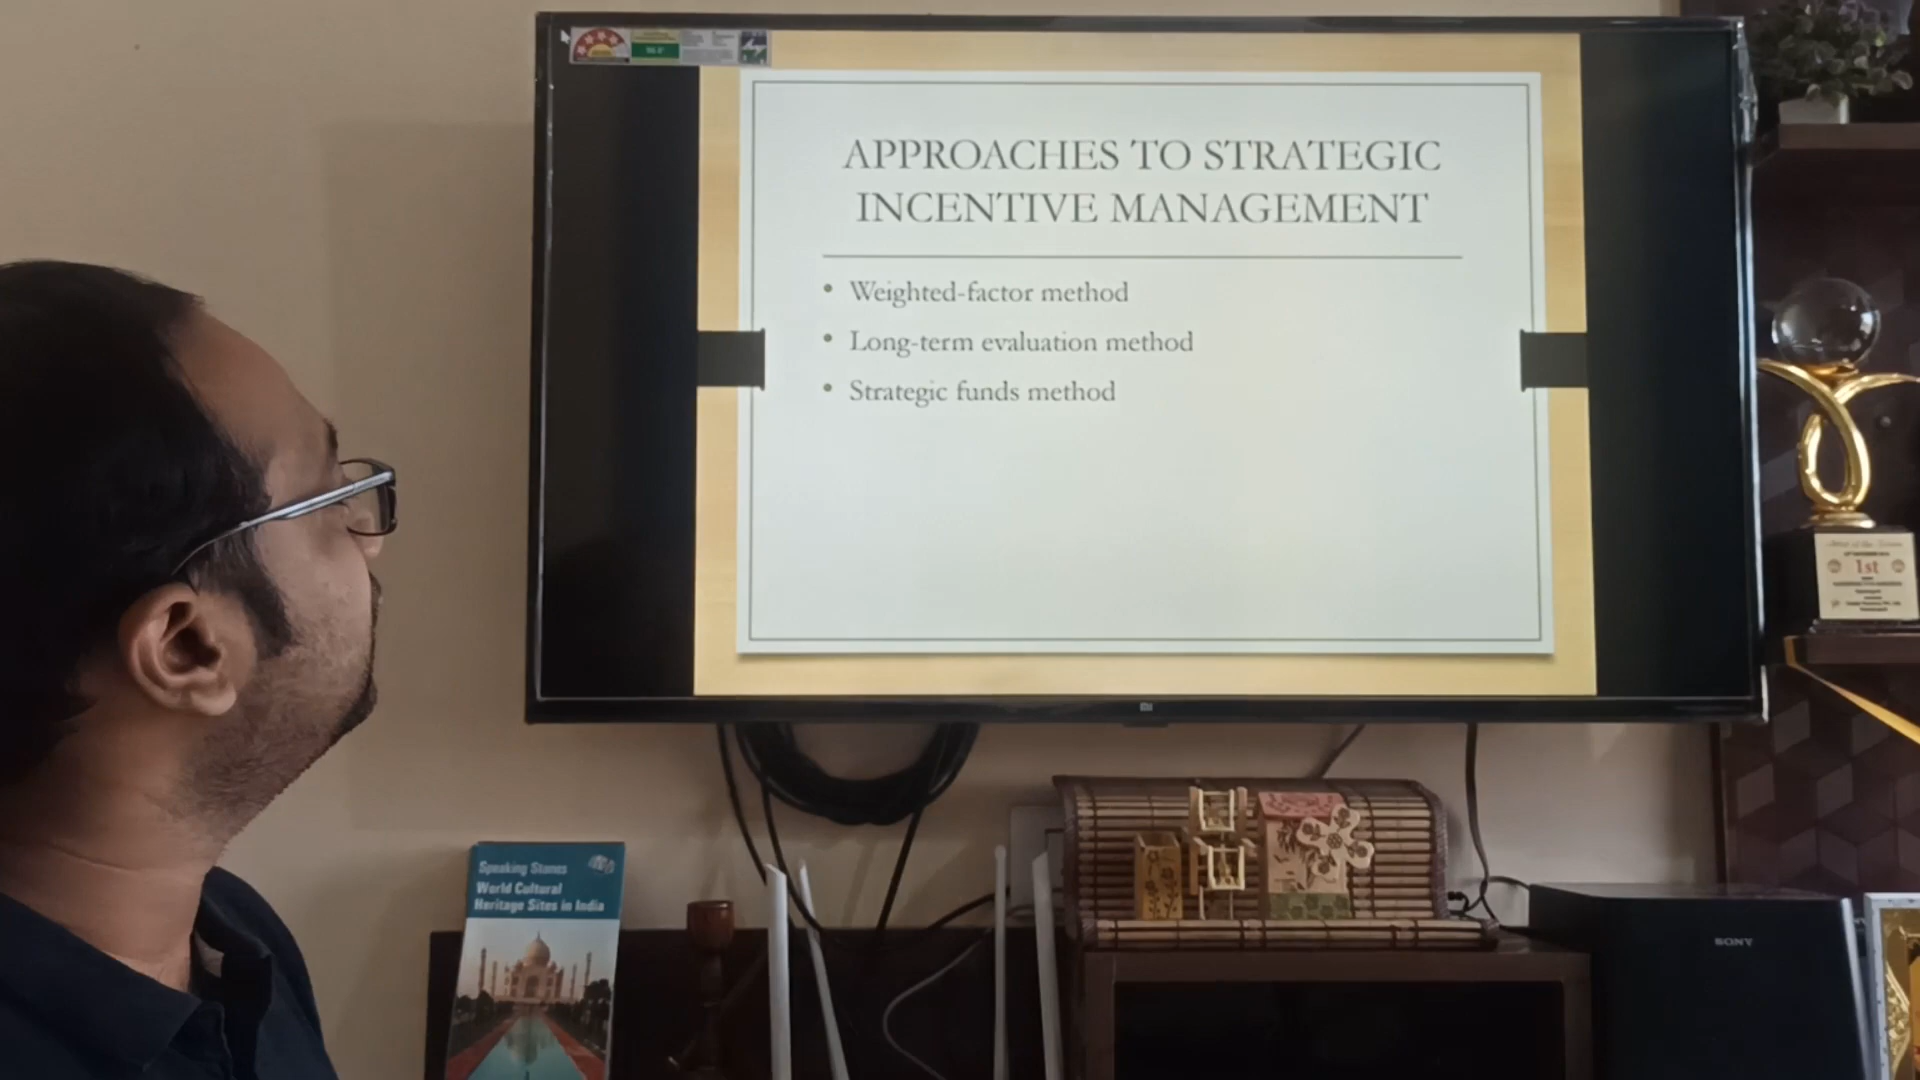 APPROACHES TO STRATEGIC
INCENTIVE MANAGEMENT
• Weighted-factor method
• Long-term evaluation method
• Strategic funds method
mi
1st
Speaking Stones
World Cultural
Heritage Sites in India
SONY